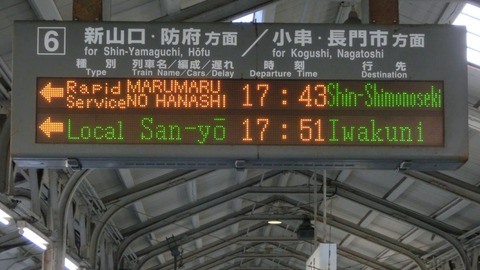 6 新山口・防府方面／小串・長門市方面
for Shin-Yamaguchi, Hōfu for Kogushi, Nagatoshi
種別 列車名／編成／遅れ 時刻 行先
Type Train Name/Cars/Delay Departure Time Destination
←Rapid Service MARUMARU NO HANASHI 17:43 Shin-Shimonoseki
←Local San-yō 17:51 Iwakuni